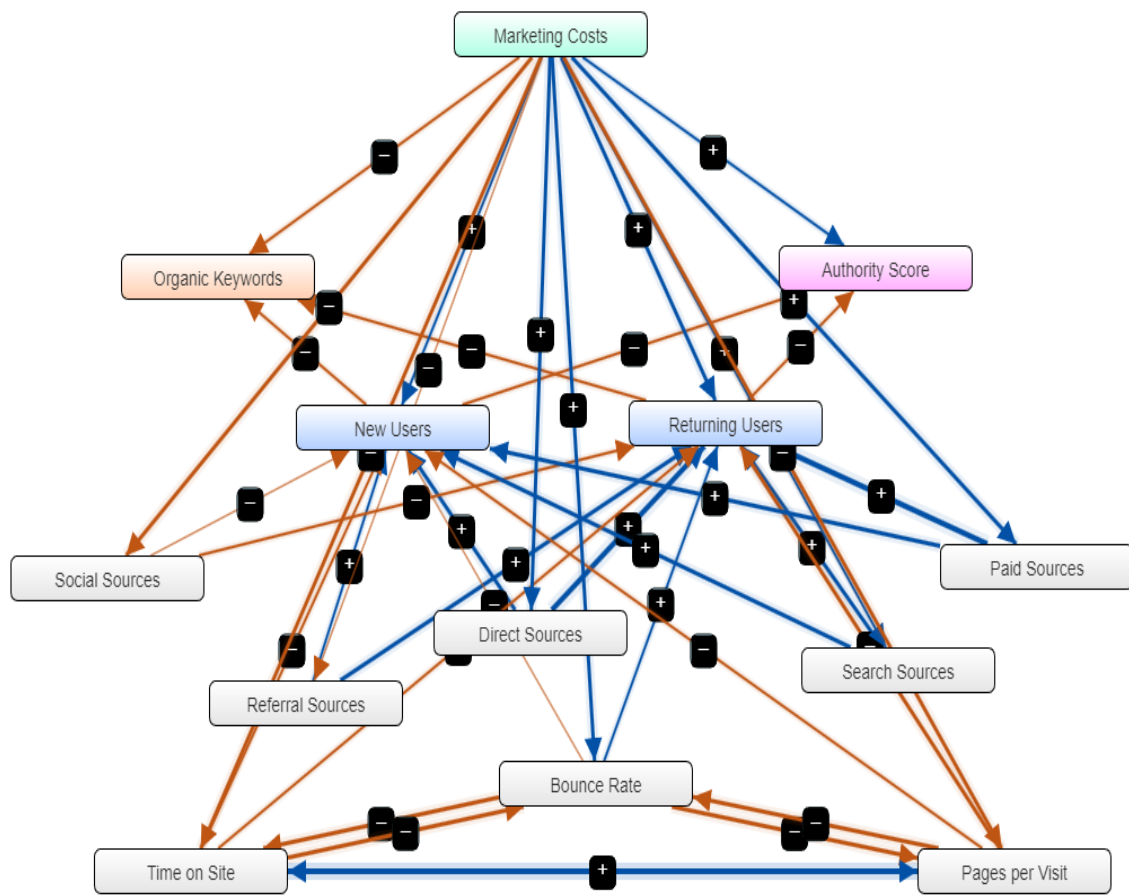 Marketing Costs
−
+
+
+
Organic Keywords
Authority Score
−
+
+
−
−
−
+
−
−
+
New Users
Returning Users
−
−
−
−
+
+
+
+
+
+
+
+
Social Sources
Paid Sources
−
+
Direct Sources
−
−
−
−
Search Sources
Referral Sources
Bounce Rate
−
−
−
−
Time on Site
+
Pages per Visit